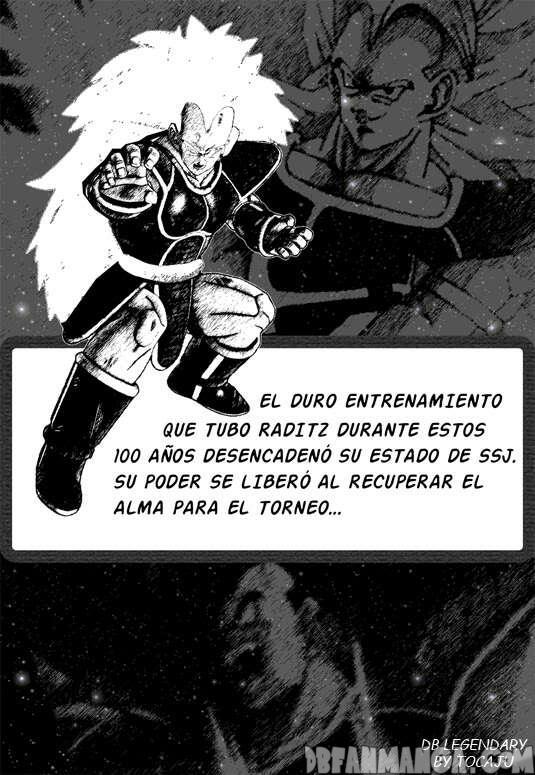 EL DURO ENTRENAMIENTO
QUE TUBO RADITZ DURANTE ESTOS
100 AÑOS DESENCADENÓ SU ESTADO DE SSJ.
SU PODER SE LIBERÓ AL RECUPERAR EL
ALMA PARA EL TORNEO...
DB LEGENDARY
BY TOCAJU
DBFANMANGA.COM